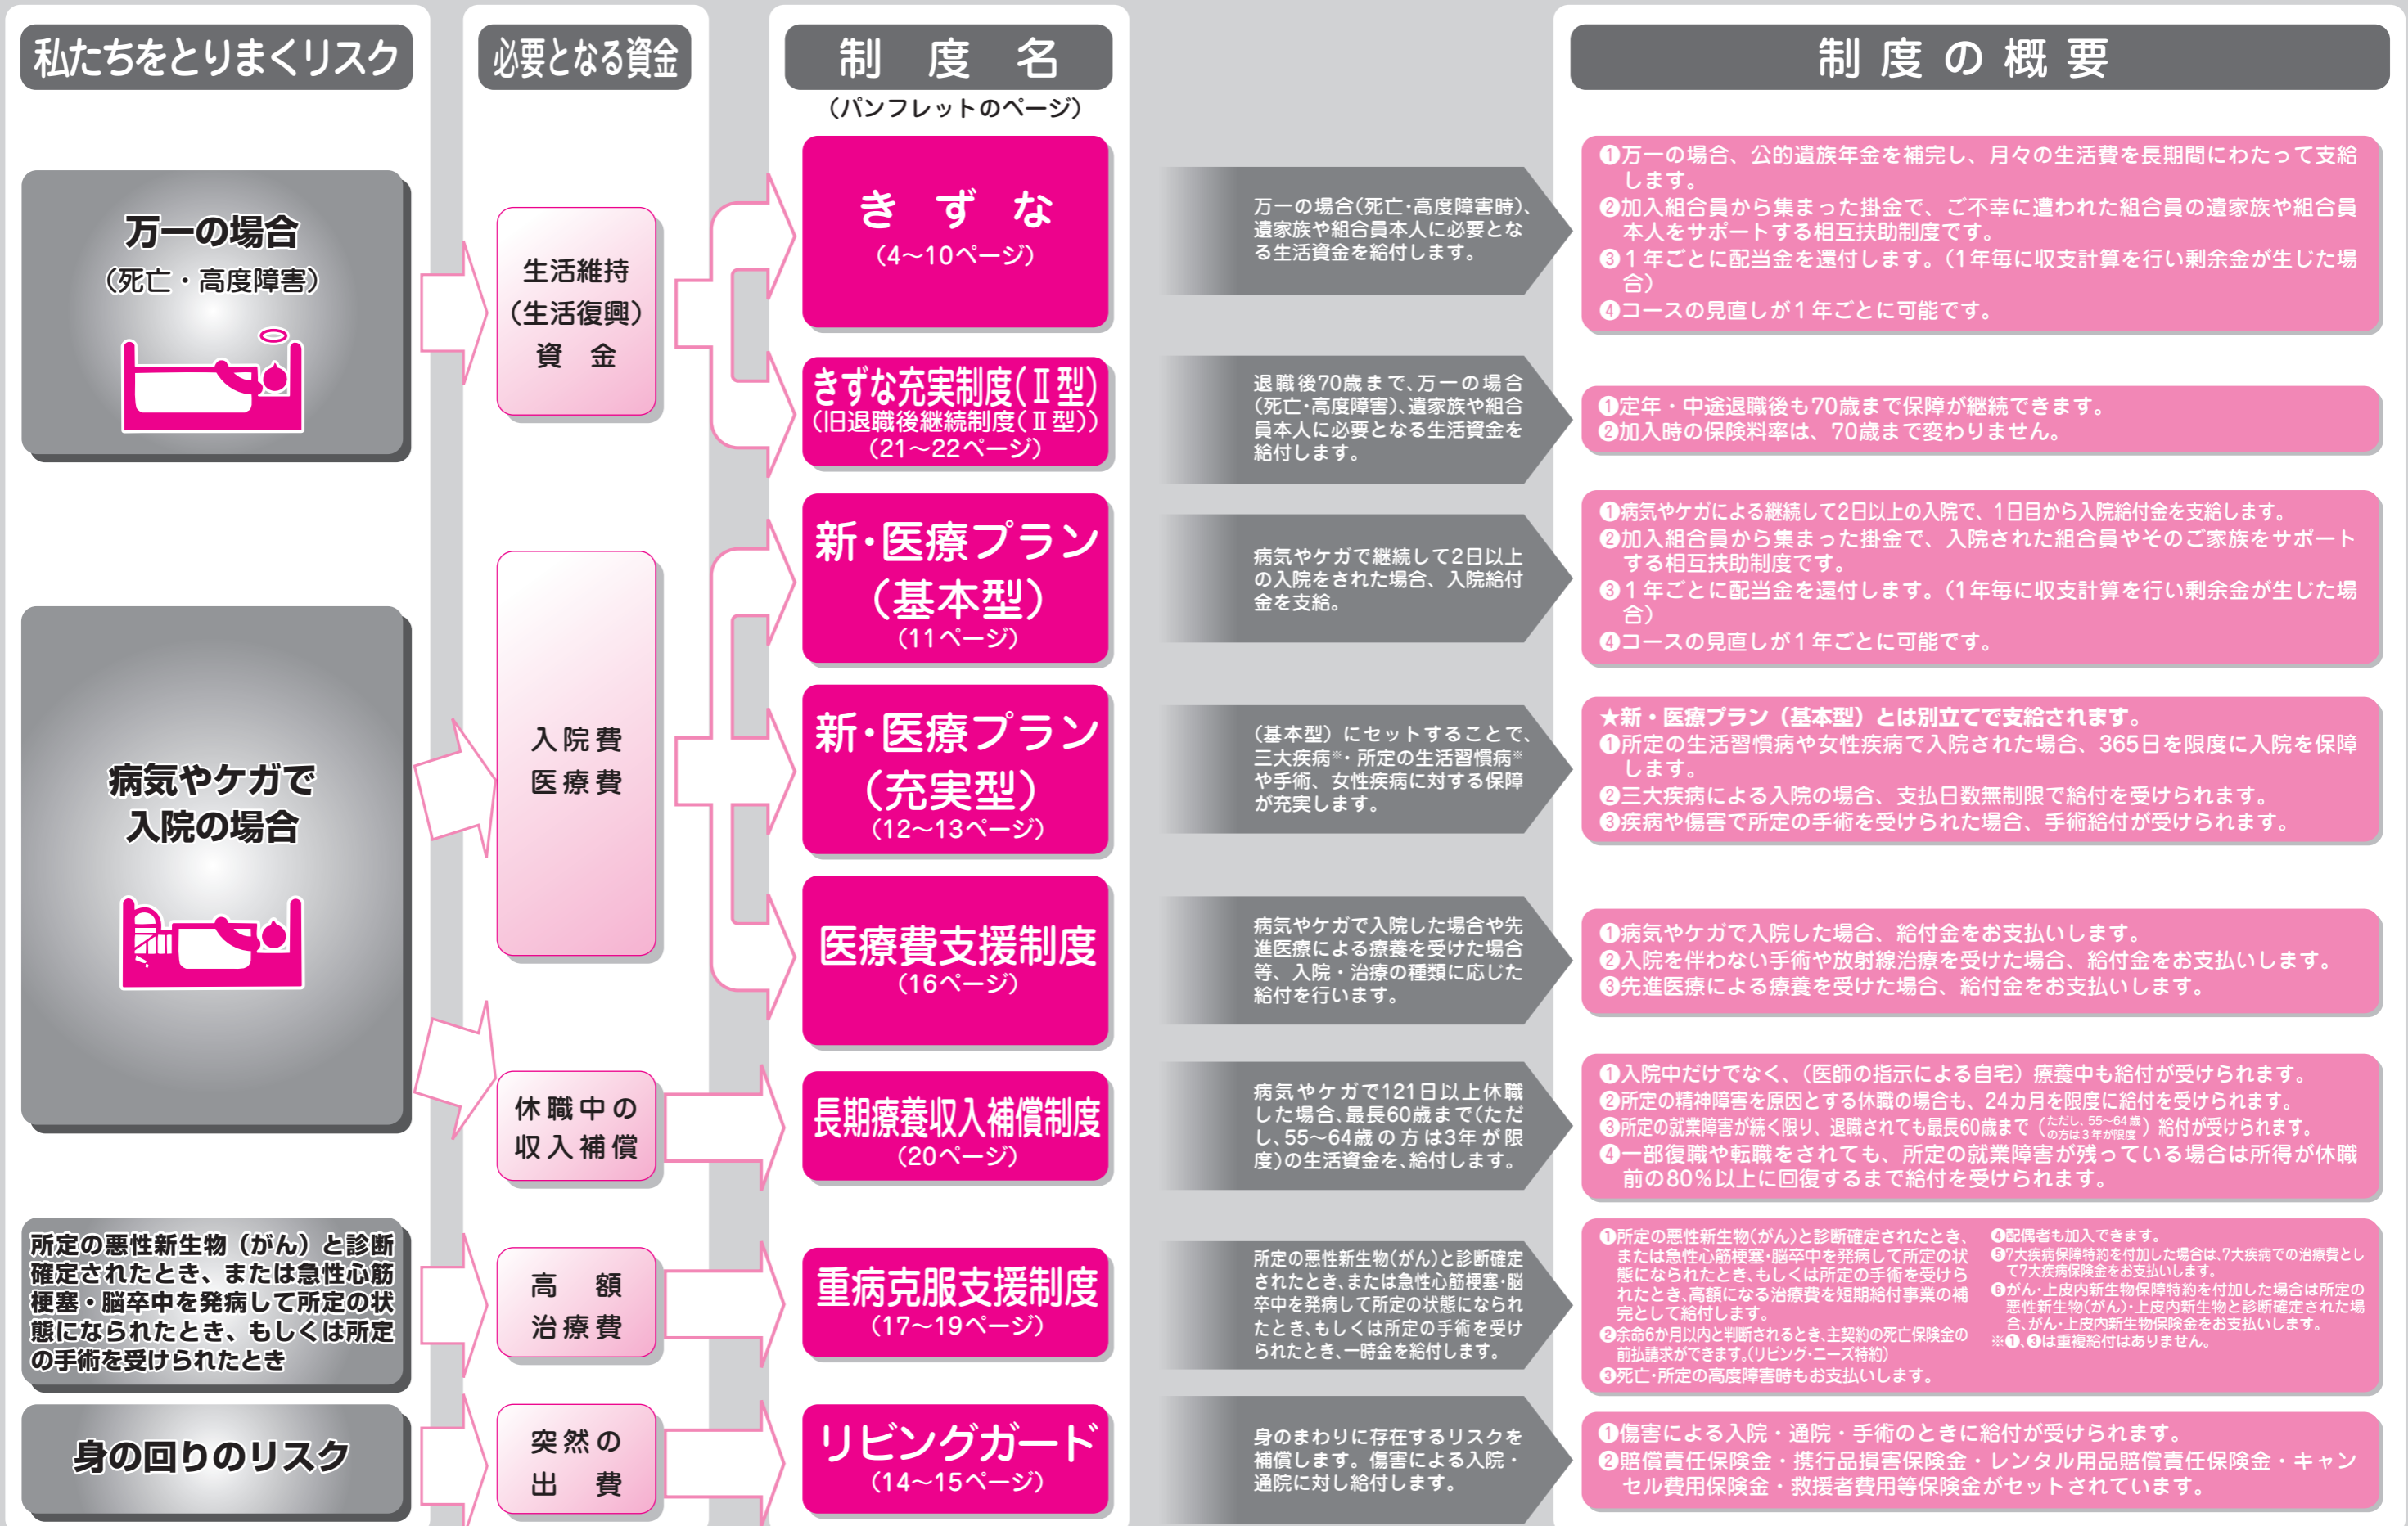 私たちをとりまくリスク
必要となる資金
制度名
(パンフレットのページ)
制度の概要
万一の場合
(死亡・高度障害)
生活維持
(生活復興)
資金
きずな
(4〜10ページ)
万一の場合(死亡・高度障害時)、
遺家族や組合員本人に必要とな
る生活資金を給付します。
❶万一の場合、公的遺族年金を補完し、月々の生活費を長期間にわたって支給
します。
❷加入組合員から集まった掛金で、ご不幸に遭われた組合員の遺家族や組合員
本人をサポートする相互扶助制度です。
❸1年ごとに配当金を還付します。(1年毎に収支計算を行い剰余金が生じた場
合)
❹コースの見直しが1年ごとに可能です。
きずな充実制度(Ⅱ型)
(旧退職後継続制度(Ⅱ型))
(21〜22ページ)
退職後70歳まで、万一の場合
(死亡・高度障害)、遺家族や組合
員本人に必要となる生活資金を
給付します。
❶定年・中途退職後も70歳まで保障が継続できます。
❷加入時の保険料率は、70歳まで変わりません。
病気やケガで
入院の場合
入院費
医療費
新・医療プラン
(基本型)
(11ページ)
病気やケガで継続して2日以上
の入院をされた場合、入院給付
金を支給。
❶病気やケガによる継続して2日以上の入院で、1日目から入院給付金を支給します。
❷加入組合員から集まった掛金で、入院された組合員やそのご家族をサポート
する相互扶助制度です。
❸1年ごとに配当金を還付します。(1年毎に収支計算を行い剰余金が生じた場
合)
❹コースの見直しが1年ごとに可能です。
新・医療プラン
(充実型)
(12〜13ページ)
(基本型)にセットすることで、
三大疾病※・所定の生活習慣病※
や手術、女性疾病に対する保障
が充実します。
★新・医療プラン(基本型)とは別立てで支給されます。
❶所定の生活習慣病や女性疾病で入院された場合、365日を限度に入院を保障
します。
❷三大疾病による入院の場合、支払日数無制限で給付を受けられます。
❸疾病や傷害で所定の手術を受けられた場合、手術給付が受けられます。
医療費支援制度
(16ページ)
病気やケガで入院した場合や先
進医療による療養を受けた場合
等、入院・治療の種類に応じた
給付を行います。
❶病気やケガで入院した場合、給付金をお支払いします。
❷入院を伴わない手術や放射線治療を受けた場合、給付金をお支払いします。
❸先進医療による療養を受けた場合、給付金をお支払いします。
休職中の
収入補償
長期療養収入補償制度
(20ページ)
病気やケガで121日以上休職
した場合、最長60歳まで(ただ
し、55〜64歳の方は3年が限
度)の生活資金を、給付します。
❶入院中だけでなく、(医師の指示による自宅)療養中も給付が受けられます。
❷所定の精神障害を原因とする休職の場合も、24カ月を限度に給付を受けられます。
❸所定の就業障害が続く限り、退職されても最長60歳まで(ただし、55〜64歳の方は3年が限度)給付が受けられます。
❹一部復職や転職をされても、所定の就業障害が残っている場合は所得が休職
前の80%以上に回復するまで給付を受けられます。
所定の悪性新生物(がん)と診断
確定されたとき、または急性心筋
梗塞・脳卒中を発病して所定の状
態になられたとき、もしくは所定
の手術を受けられたとき
高額
治療費
重病克服支援制度
(17〜19ページ)
所定の悪性新生物(がん)と診断確定
されたとき、または急性心筋梗塞・脳
卒中を発病して所定の状態になられ
たとき、もしくは所定の手術を受け
られたとき、一時金を給付します。
❶所定の悪性新生物(がん)と診断確定されたとき、
または急性心筋梗塞・脳卒中を発病して所定の状
態になられたとき、もしくは所定の手術を受けら
れたとき、高額になる治療費を短期給付事業の補
完として給付します。
❷余命6か月以内と判断されるとき、主契約の死亡保険金の
前払請求ができます。(リビング・ニーズ特約)
❸死亡・所定の高度障害時もお支払いします。
❹配偶者も加入できます。
❺7大疾病保障特約を付加した場合は、7大疾病での治療費とし
て7大疾病保険金をお支払いします。
❻がん・上皮内新生物保障特約を付加した場合は所定の
悪性新生物(がん)・上皮内新生物と診断確定された場
合、がん・上皮内新生物保険金をお支払いします。
※❶、❸は重複給付はありません。
身の回りのリスク
突然の
出費
リビングガード
(14〜15ページ)
身のまわりに存在するリスクを
補償します。傷害による入院・
通院に対し給付します。
❶傷害による入院・通院・手術のときに給付が受けられます。
❷賠償責任保険金・携行品損害保険金・レンタル用品賠償責任保険金・キャン
セル費用保険金・救援者費用等保険金がセットされています。